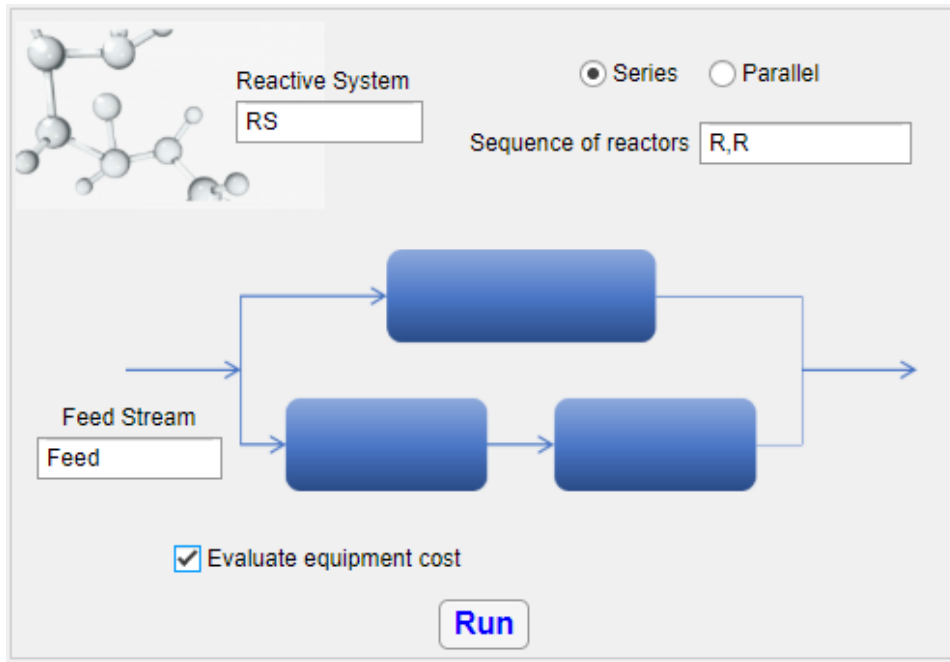 Reactive System
RS
Series
Parallel
Sequence of reactors
R,R
Feed Stream
Feed
Evaluate equipment cost
Run